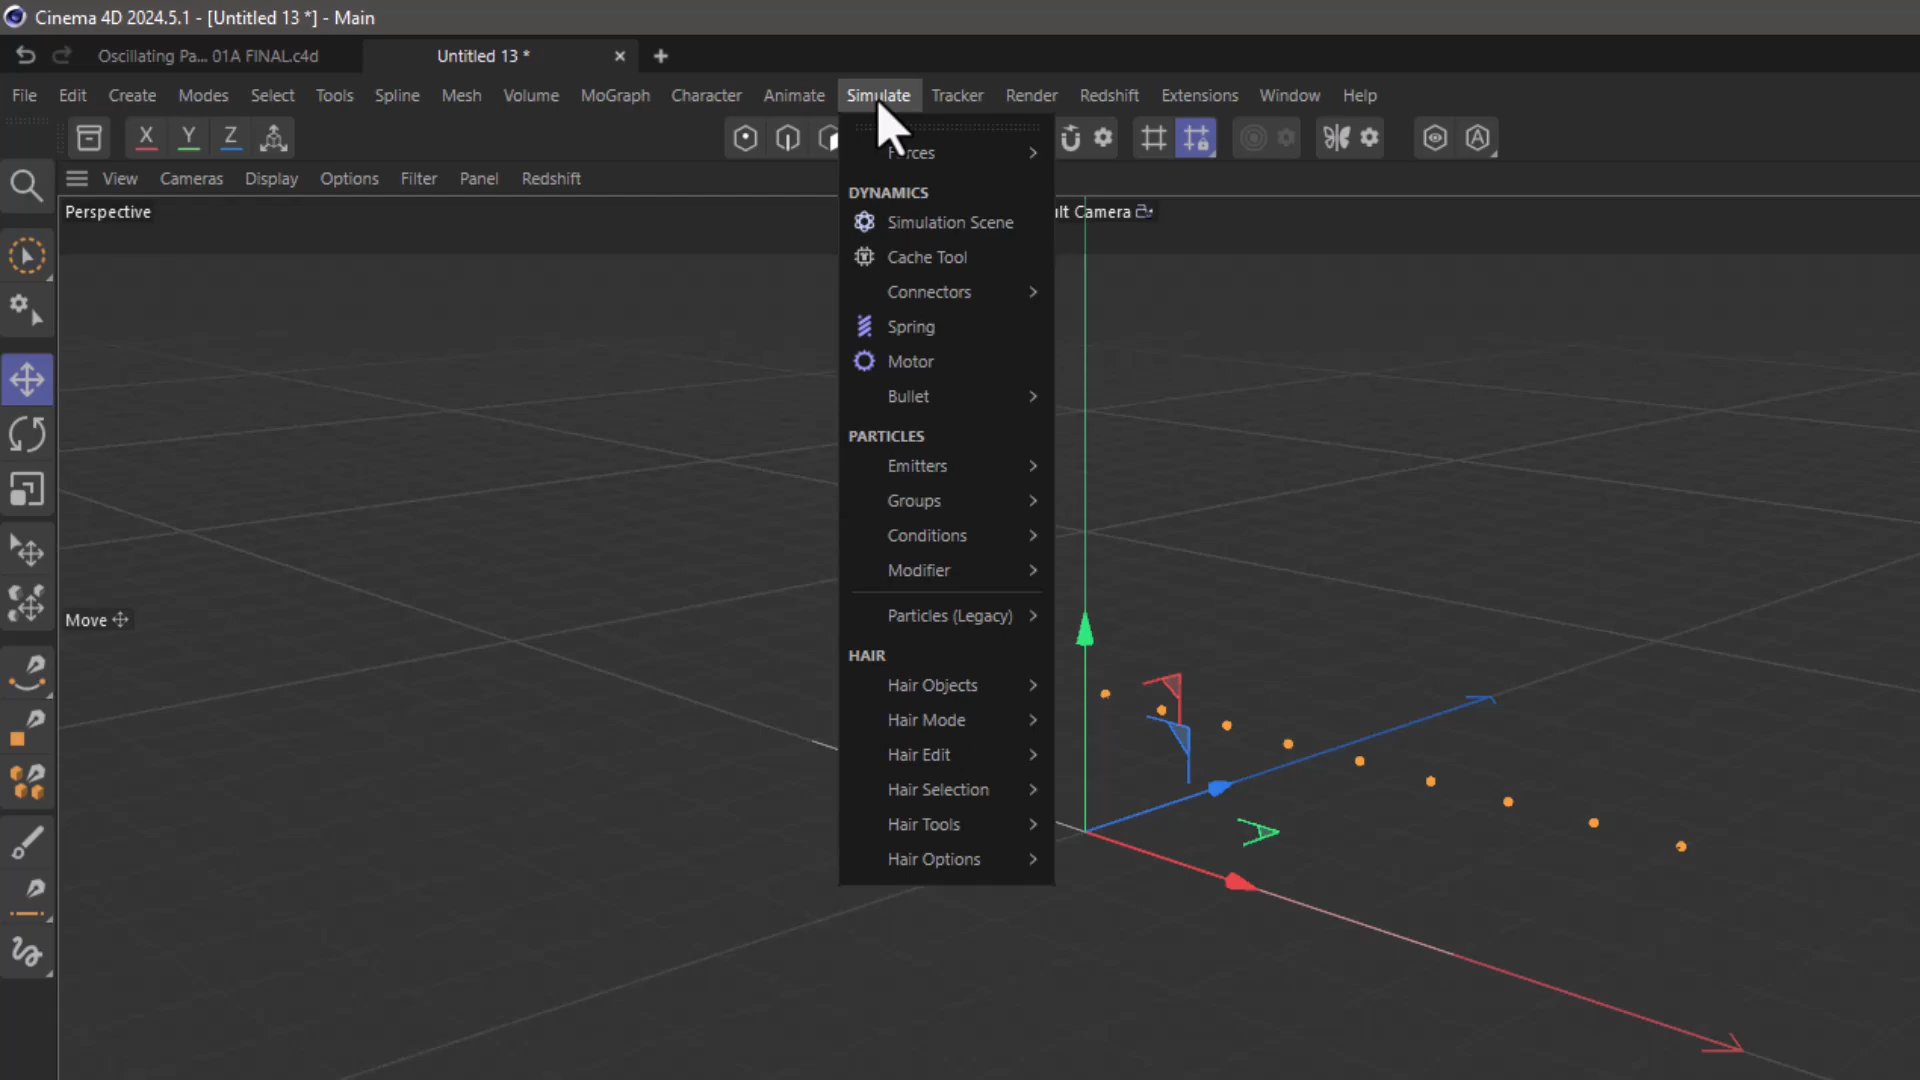 Cinema 4D 2024.5.1 - [Untitled 13 *] - Main
Oscillating Pa... 01A FINAL.c4d
Untitled 13 *
File Edit Create Modes Select Tools Spline Mesh Volume MoGraph Character Animate Simulate Tracker Render Redshift Extensions Window Help
X Y Z
View Cameras Display Options Filter Panel Redshift
Perspective
Camera
DYNAMICS
Simulation Scene
Cache Tool
Connectors
Spring
Motor
Bullet
PARTICLES
Emitters
Groups
Conditions
Modifier
Particles (Legacy)
Move
HAIR
Hair Objects
Hair Mode
Hair Edit
Hair Selection
Hair Tools
Hair Options